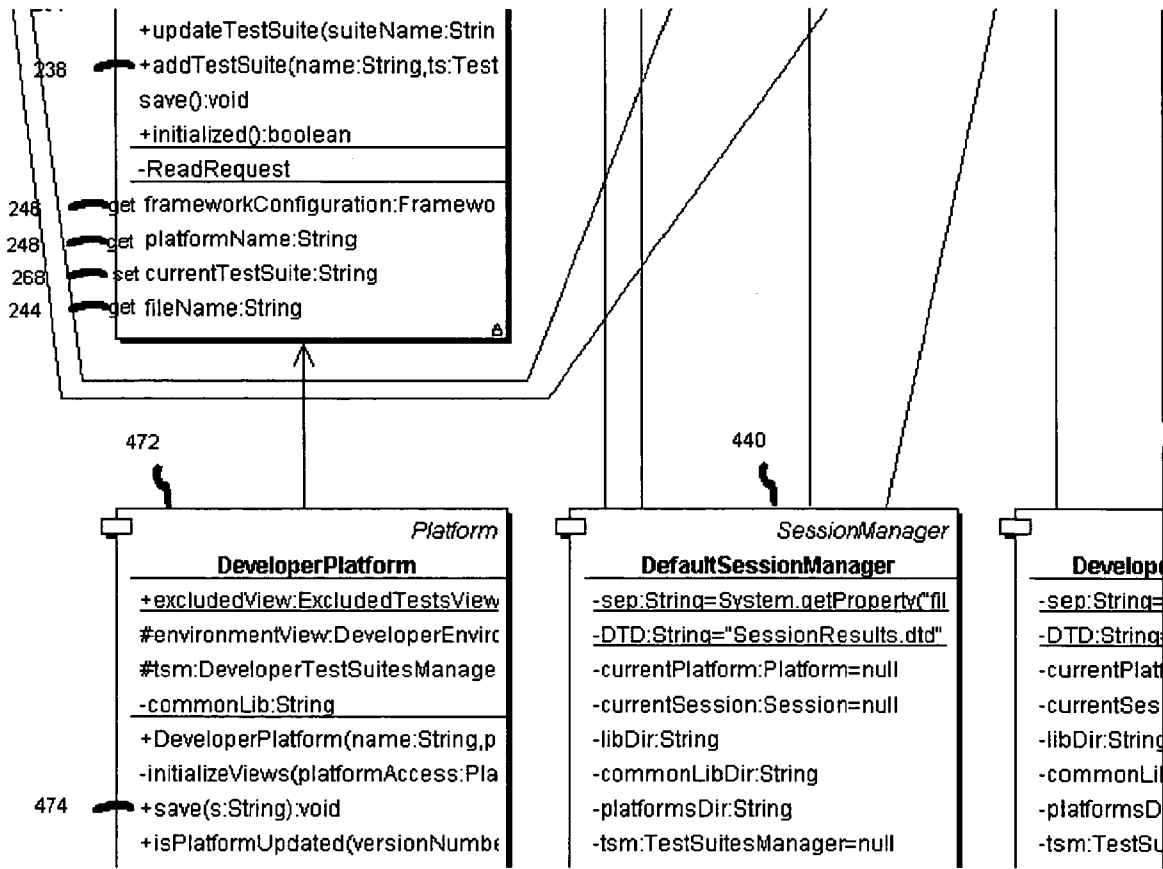 +updateTestSuite(suiteName:Strin
238 +addTestSuite(name:String,ts:Test
save():void
+initialized():boolean
-ReadRequest
246 get frameworkConfiguration:Framewo
248 get platformName:String
268 set currentTestSuite:String
244 get fileName:String
472
440
Platform
DeveloperPlatform
+excludedView:ExcludedTestsView
#environmentView:DeveloperEnvirc
#tsm:DeveloperTestSuitesManage
-commonLib:String
+DeveloperPlatform(name:String,p
-initializeViews(platformAccess:Pla
474 +save(s:String):void
+isPlatformUpdated(versionNumbe
SessionManager
DefaultSessionManager
-sep:String=System.getProperty("fil
-DTD:String="SessionResults.dtd"
-currentPlatform:Platform=null
-currentSession:Session=null
-libDir:String
-commonLibDir:String
-platformsDir:String
-tsm:TestSuitesManager=null
Develope
-sep:String=
-DTD:String=
-currentPlatf
-currentSes
-libDir:String
-commonLil
-platformsD
-tsm:TestSu